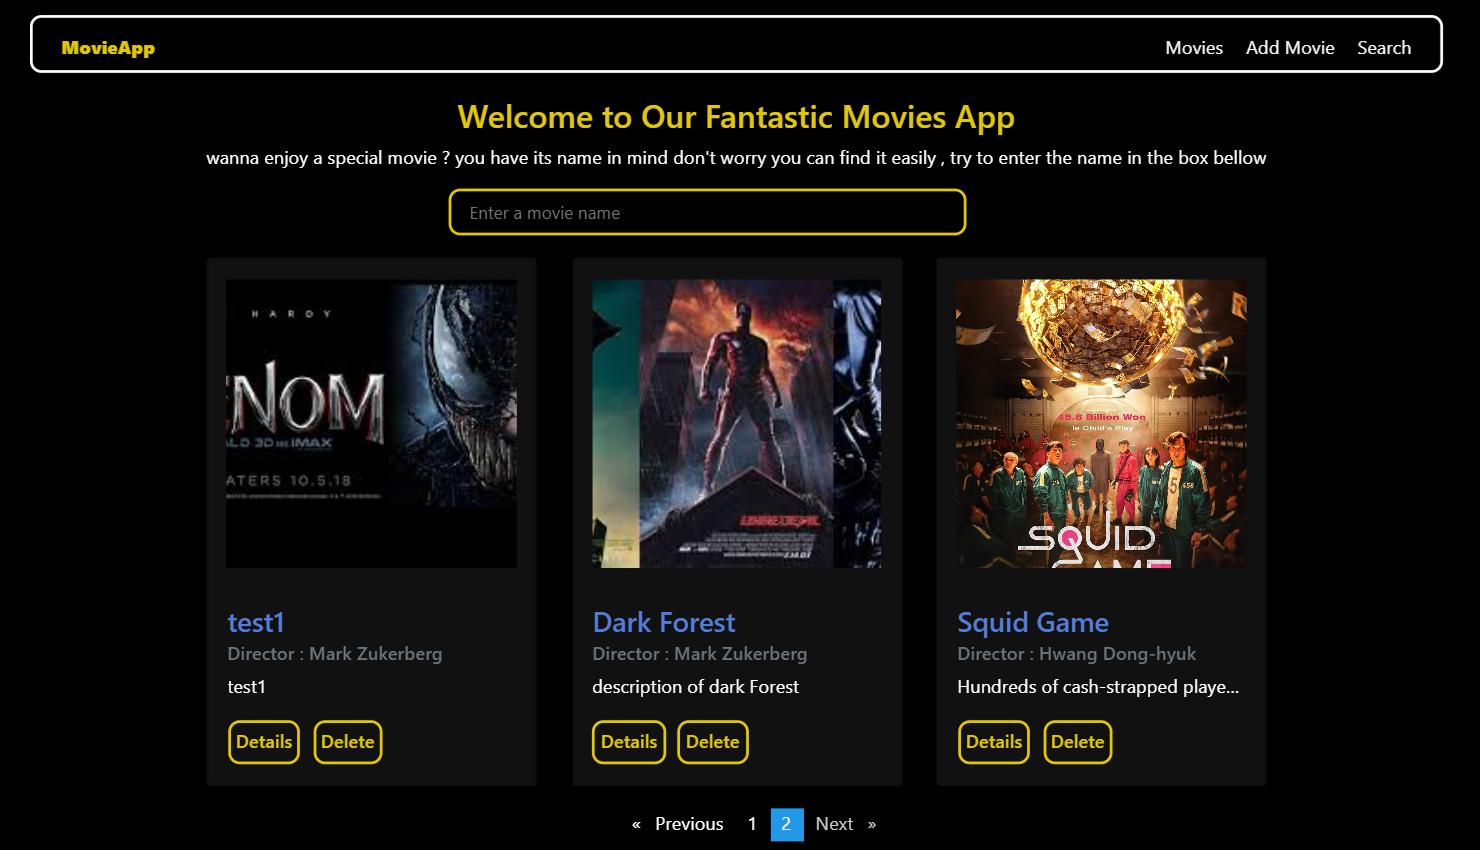 MovieApp Movies Add Movie Search
Welcome to Our Fantastic Movies App
wanna enjoy a special movie ? you have its name in mind don't worry you can find it easily , try to enter the name in the box bellow
Enter a movie name
HARDY
ENOM
3D IMAX
ATERS 10.5.18
45.6 Billion Won
Is Child's Play
SQUID
GAME
test1
Director : Mark Zukerberg
test1
Details Delete
Dark Forest
Director : Mark Zukerberg
description of dark Forest
Details Delete
Squid Game
Director : Hwang Dong-hyuk
Hundreds of cash-strapped playe...
Details Delete
« Previous 1 2 Next »